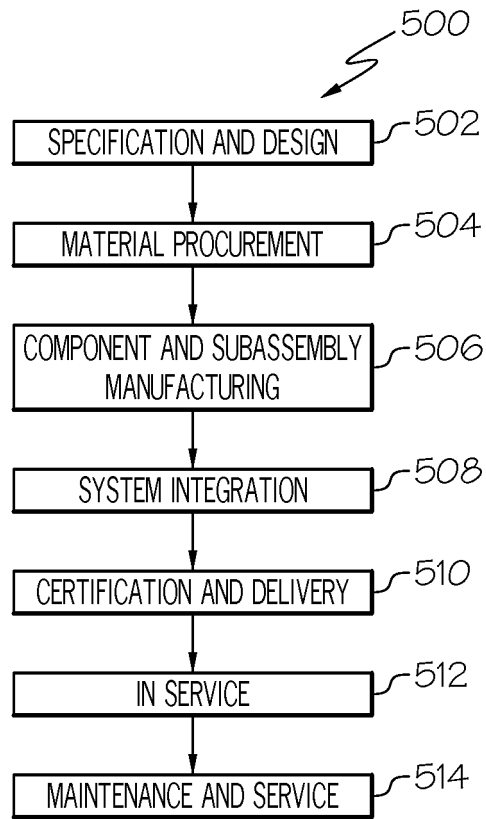 500
SPECIFICATION AND DESIGN
502
MATERIAL PROCUREMENT
504
COMPONENT AND SUBASSEMBLY
MANUFACTURING
506
SYSTEM INTEGRATION
508
CERTIFICATION AND DELIVERY
510
IN SERVICE
512
MAINTENANCE AND SERVICE
514